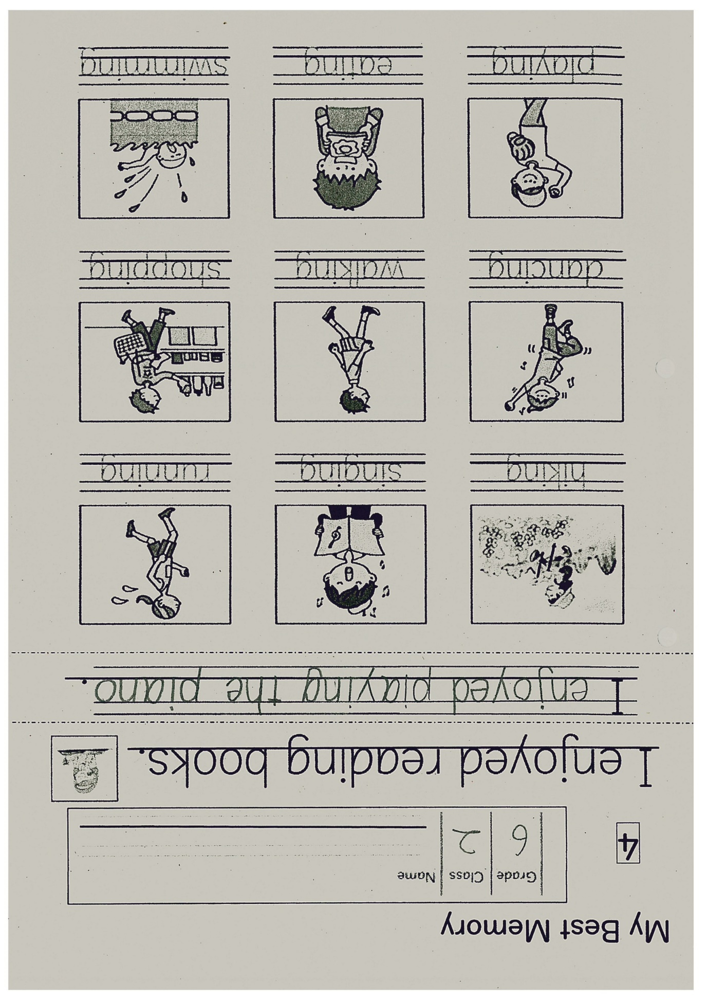 My Best Memory
4
Grade Class Name
6 2
I enjoyed reading books.
I enjoyed playing the piano.
hiking singing running
dancing walking shopping
playing eating swimming